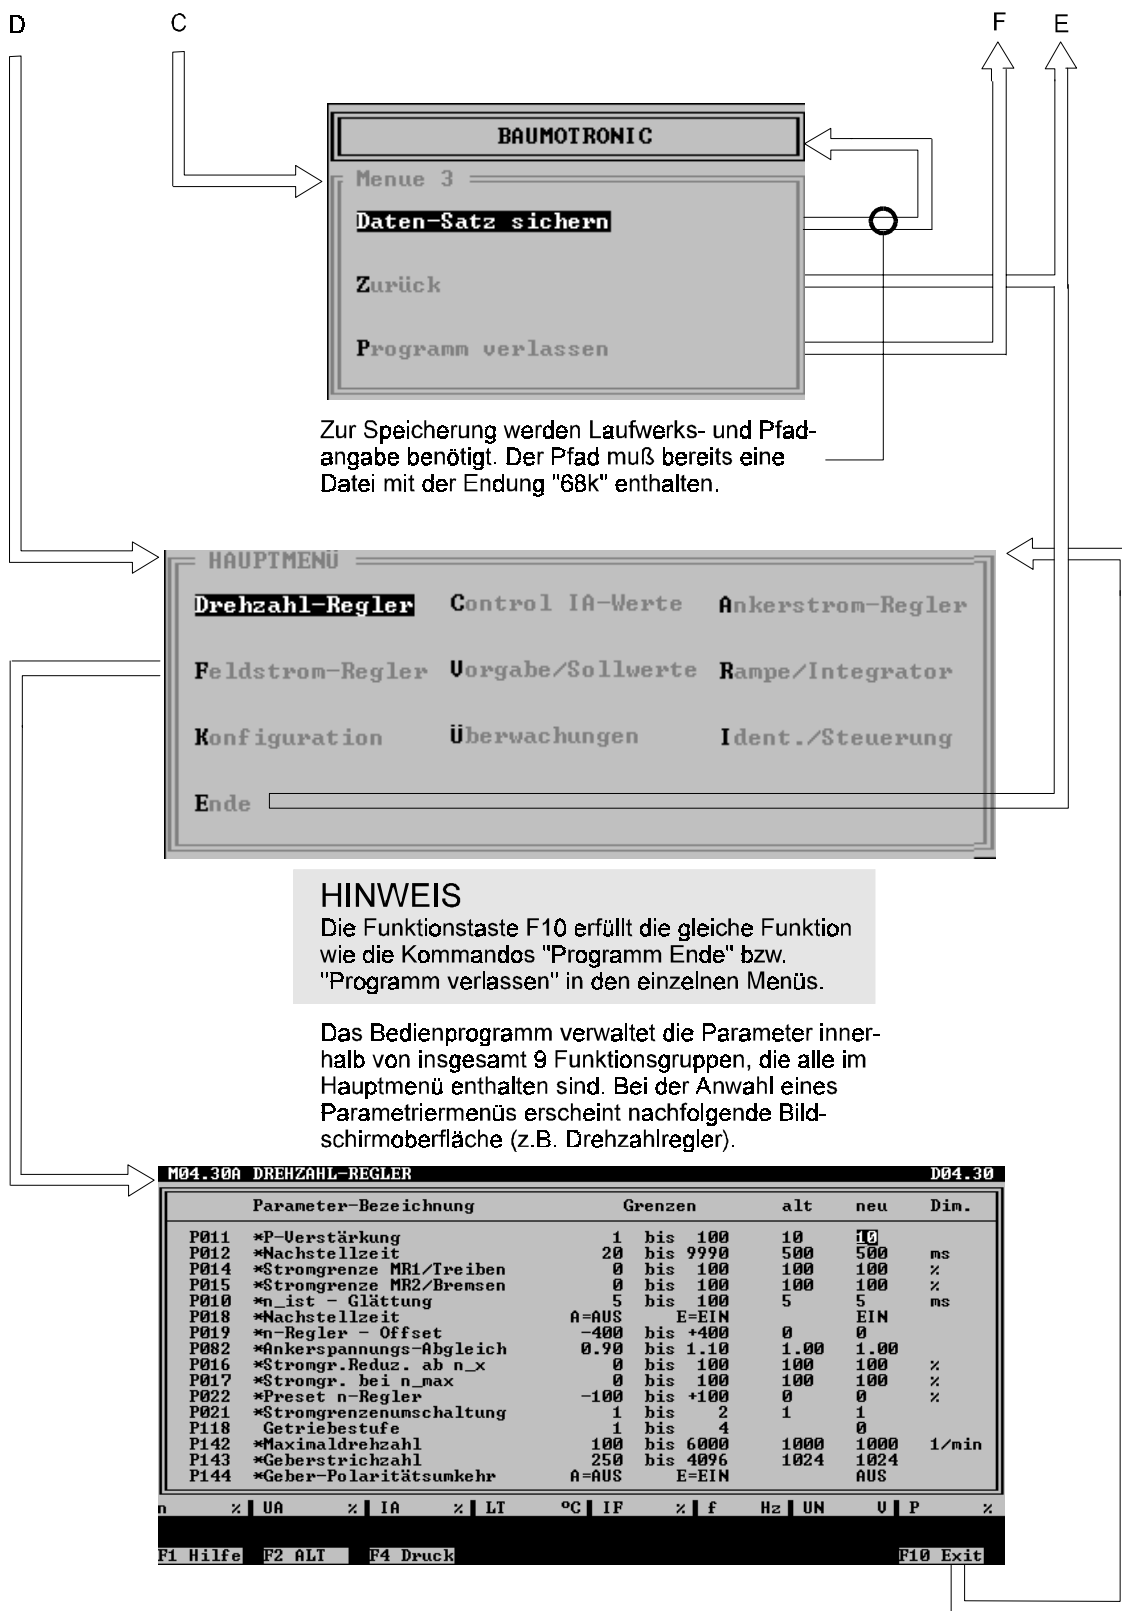 D C F E
BAUMOTRONIC
Menue 3
Daten-Satz sichern
Zurück
Programm verlassen
Zur Speicherung werden Laufwerks- und Pfad-
angabe benötigt. Der Pfad muß bereits eine
Datei mit der Endung "68k" enthalten.
HAUPTMENÜ
Drehzahl-Regler Control IA-Werte Ankerstrom-Regler
Feldstrom-Regler Vorgabe/Sollwerte Rampe/Integrator
Konfiguration Überwachungen Ident./Steuerung
Ende
HINWEIS
Die Funktionstaste F10 erfüllt die gleiche Funktion
wie die Kommandos "Programm Ende" bzw.
"Programm verlassen" in den einzelnen Menüs.
Das Bedienprogramm verwaltet die Parameter inner-
halb von insgesamt 9 Funktionsgruppen, die alle im
Hauptmenü enthalten sind. Bei der Anwahl eines
Parametriermenüs erscheint nachfolgende Bild-
schirmoberfläche (z.B. Drehzahlregler).
M04.30A DREHZAHL-REGLER D04.30
Parameter-Bezeichnung Grenzen alt neu Dim.
P011 *P-Verstärkung 1 bis 100 10 10
P012 *Nachstellzeit 20 bis 9990 500 500 ms
P014 *Stromgrenze MR1/Treiben 0 bis 100 100 100 %
P015 *Stromgrenze MR2/Bremsen 0 bis 100 100 100 %
P010 *n_ist - Glättung 5 bis 100 5 5 ms
P018 *Nachstellzeit A=AUS E=EIN EIN
P019 *n-Regler - Offset -400 bis +400 0 0
P082 *Ankerspannungs-Abgleich 0.90 bis 1.10 1.00 1.00
P016 *Stromgr.Reduz. ab n_x 0 bis 100 100 100 %
P017 *Stromgr. bei n_max 0 bis 100 100 100 %
P022 *Preset n-Regler -100 bis +100 0 0 %
P021 *Stromgrenzenumschaltung 1 bis 2 1 1
P118 Getriebestufe 1 bis 4 0
P142 *Maximaldrehzahl 100 bis 6000 1000 1000 1/min
P143 *Geberstrichzahl 250 bis 4096 1024 1024
P144 *Geber-Polaritätsumkehr A=AUS E=EIN AUS
n % UA % IA % LT ºC IF % f Hz UN V P %
F1 Hilfe F2 ALT F4 Druck F10 Exit